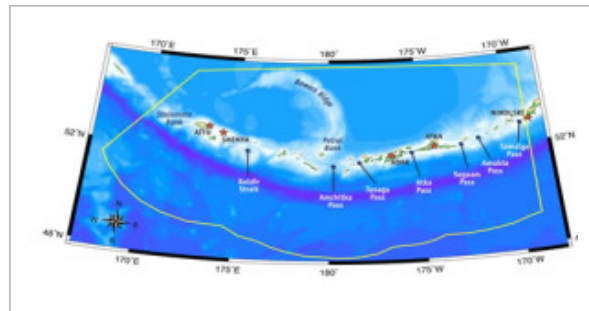 170°E
175°E
180°
175°W
170°W
Bowers Ridge
Stalemate
Bank
ATTU
SHEMYA
Petrel
Bank
ADAK
ATKA
NIKOLSKI
52°N
52°N
Buldir
Strait
Amchitka
Pass
Tanaga
Pass
Atka
Pass
Seguam
Pass
Amukta
Pass
Samalga
Pass
N
W
E
S
48°N
170°E
175°E
180°
175°W
170°W